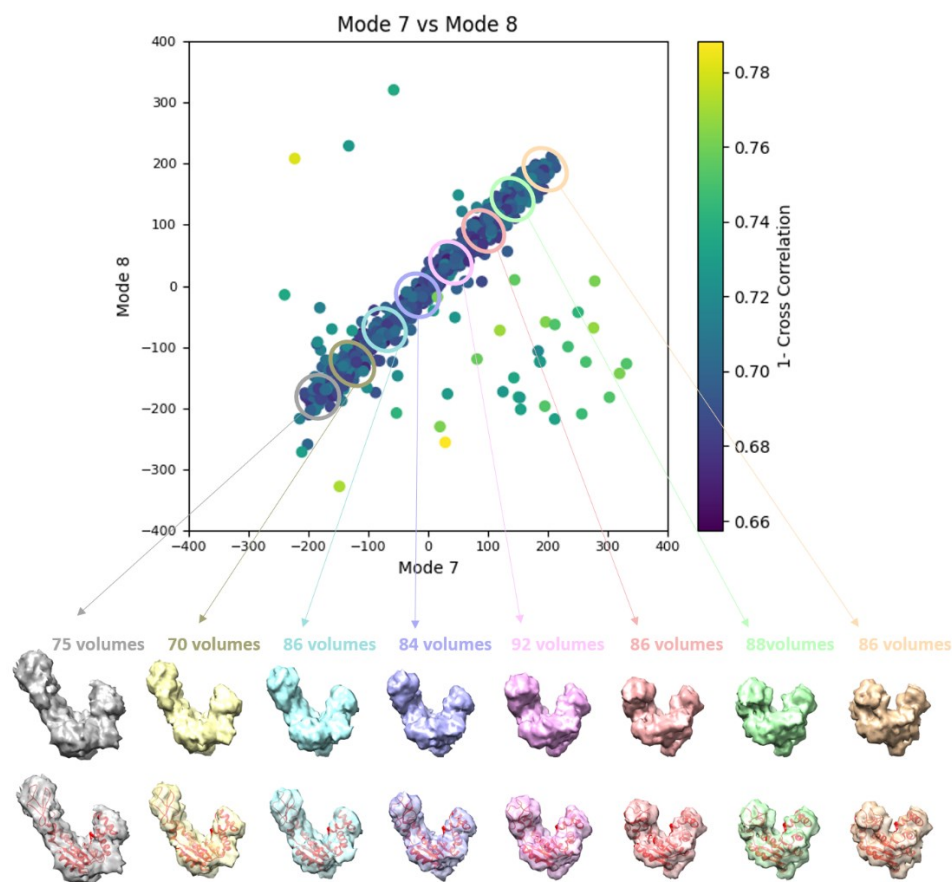 Mode 7 vs Mode 8
400
300
200
100
0
−100
−200
−300
−400
Mode 8
−400 −300 −200 −100 0 100 200 300 400
Mode 7
0.78
0.76
0.74
0.72
0.70
0.68
0.66
1- Cross Correlation
75 volumes 70 volumes 86 volumes 84 volumes 92 volumes 86 volumes 88volumes 86 volumes